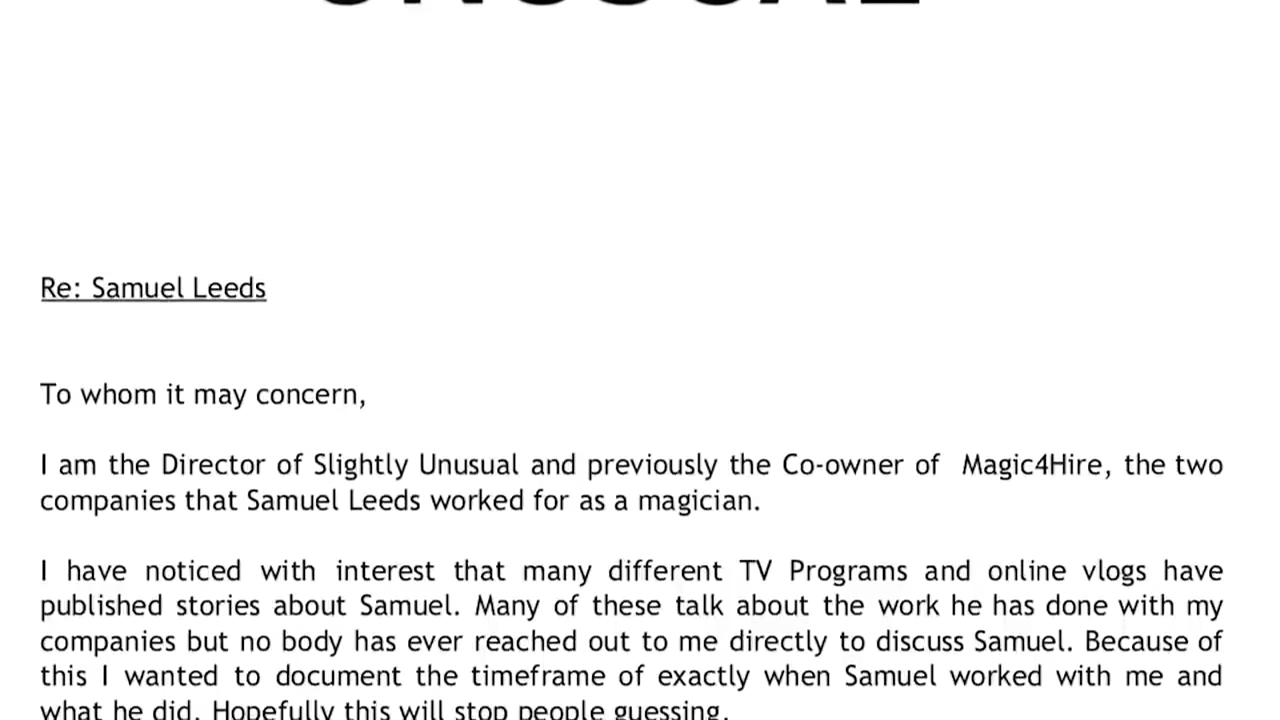 UNUSUAL
Re: Samuel Leeds
To whom it may concern,
I am the Director of Slightly Unusual and previously the Co-owner of Magic4Hire, the two
companies that Samuel Leeds worked for as a magician.
I have noticed with interest that many different TV Programs and online vlogs have
published stories about Samuel. Many of these talk about the work he has done with my
companies but no body has ever reached out to me directly to discuss Samuel. Because of
this I wanted to document the timeframe of exactly when Samuel worked with me and
what he did. Hopefully this will stop people guessing.